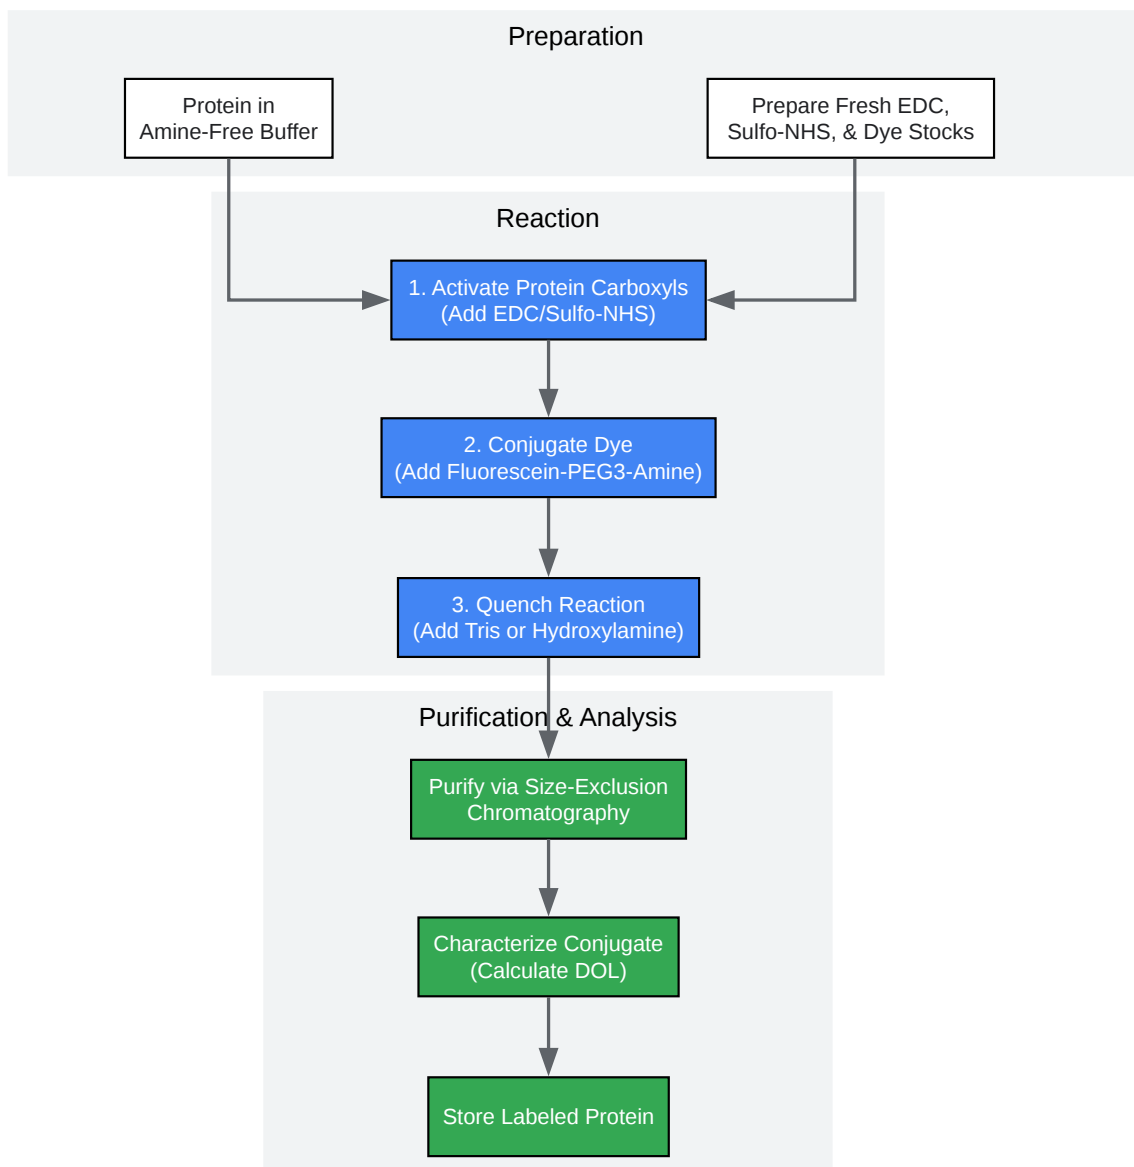 Preparation
Protein in
Amine-Free Buffer
Prepare Fresh EDC,
Sulfo-NHS, & Dye Stocks
Reaction
1. Activate Protein Carboxyls
(Add EDC/Sulfo-NHS)
2. Conjugate Dye
(Add Fluorescein-PEG3-Amine)
3. Quench Reaction
(Add Tris or Hydroxylamine)
Purification & Analysis
Purify via Size-Exclusion
Chromatography
Characterize Conjugate
(Calculate DOL)
Store Labeled Protein